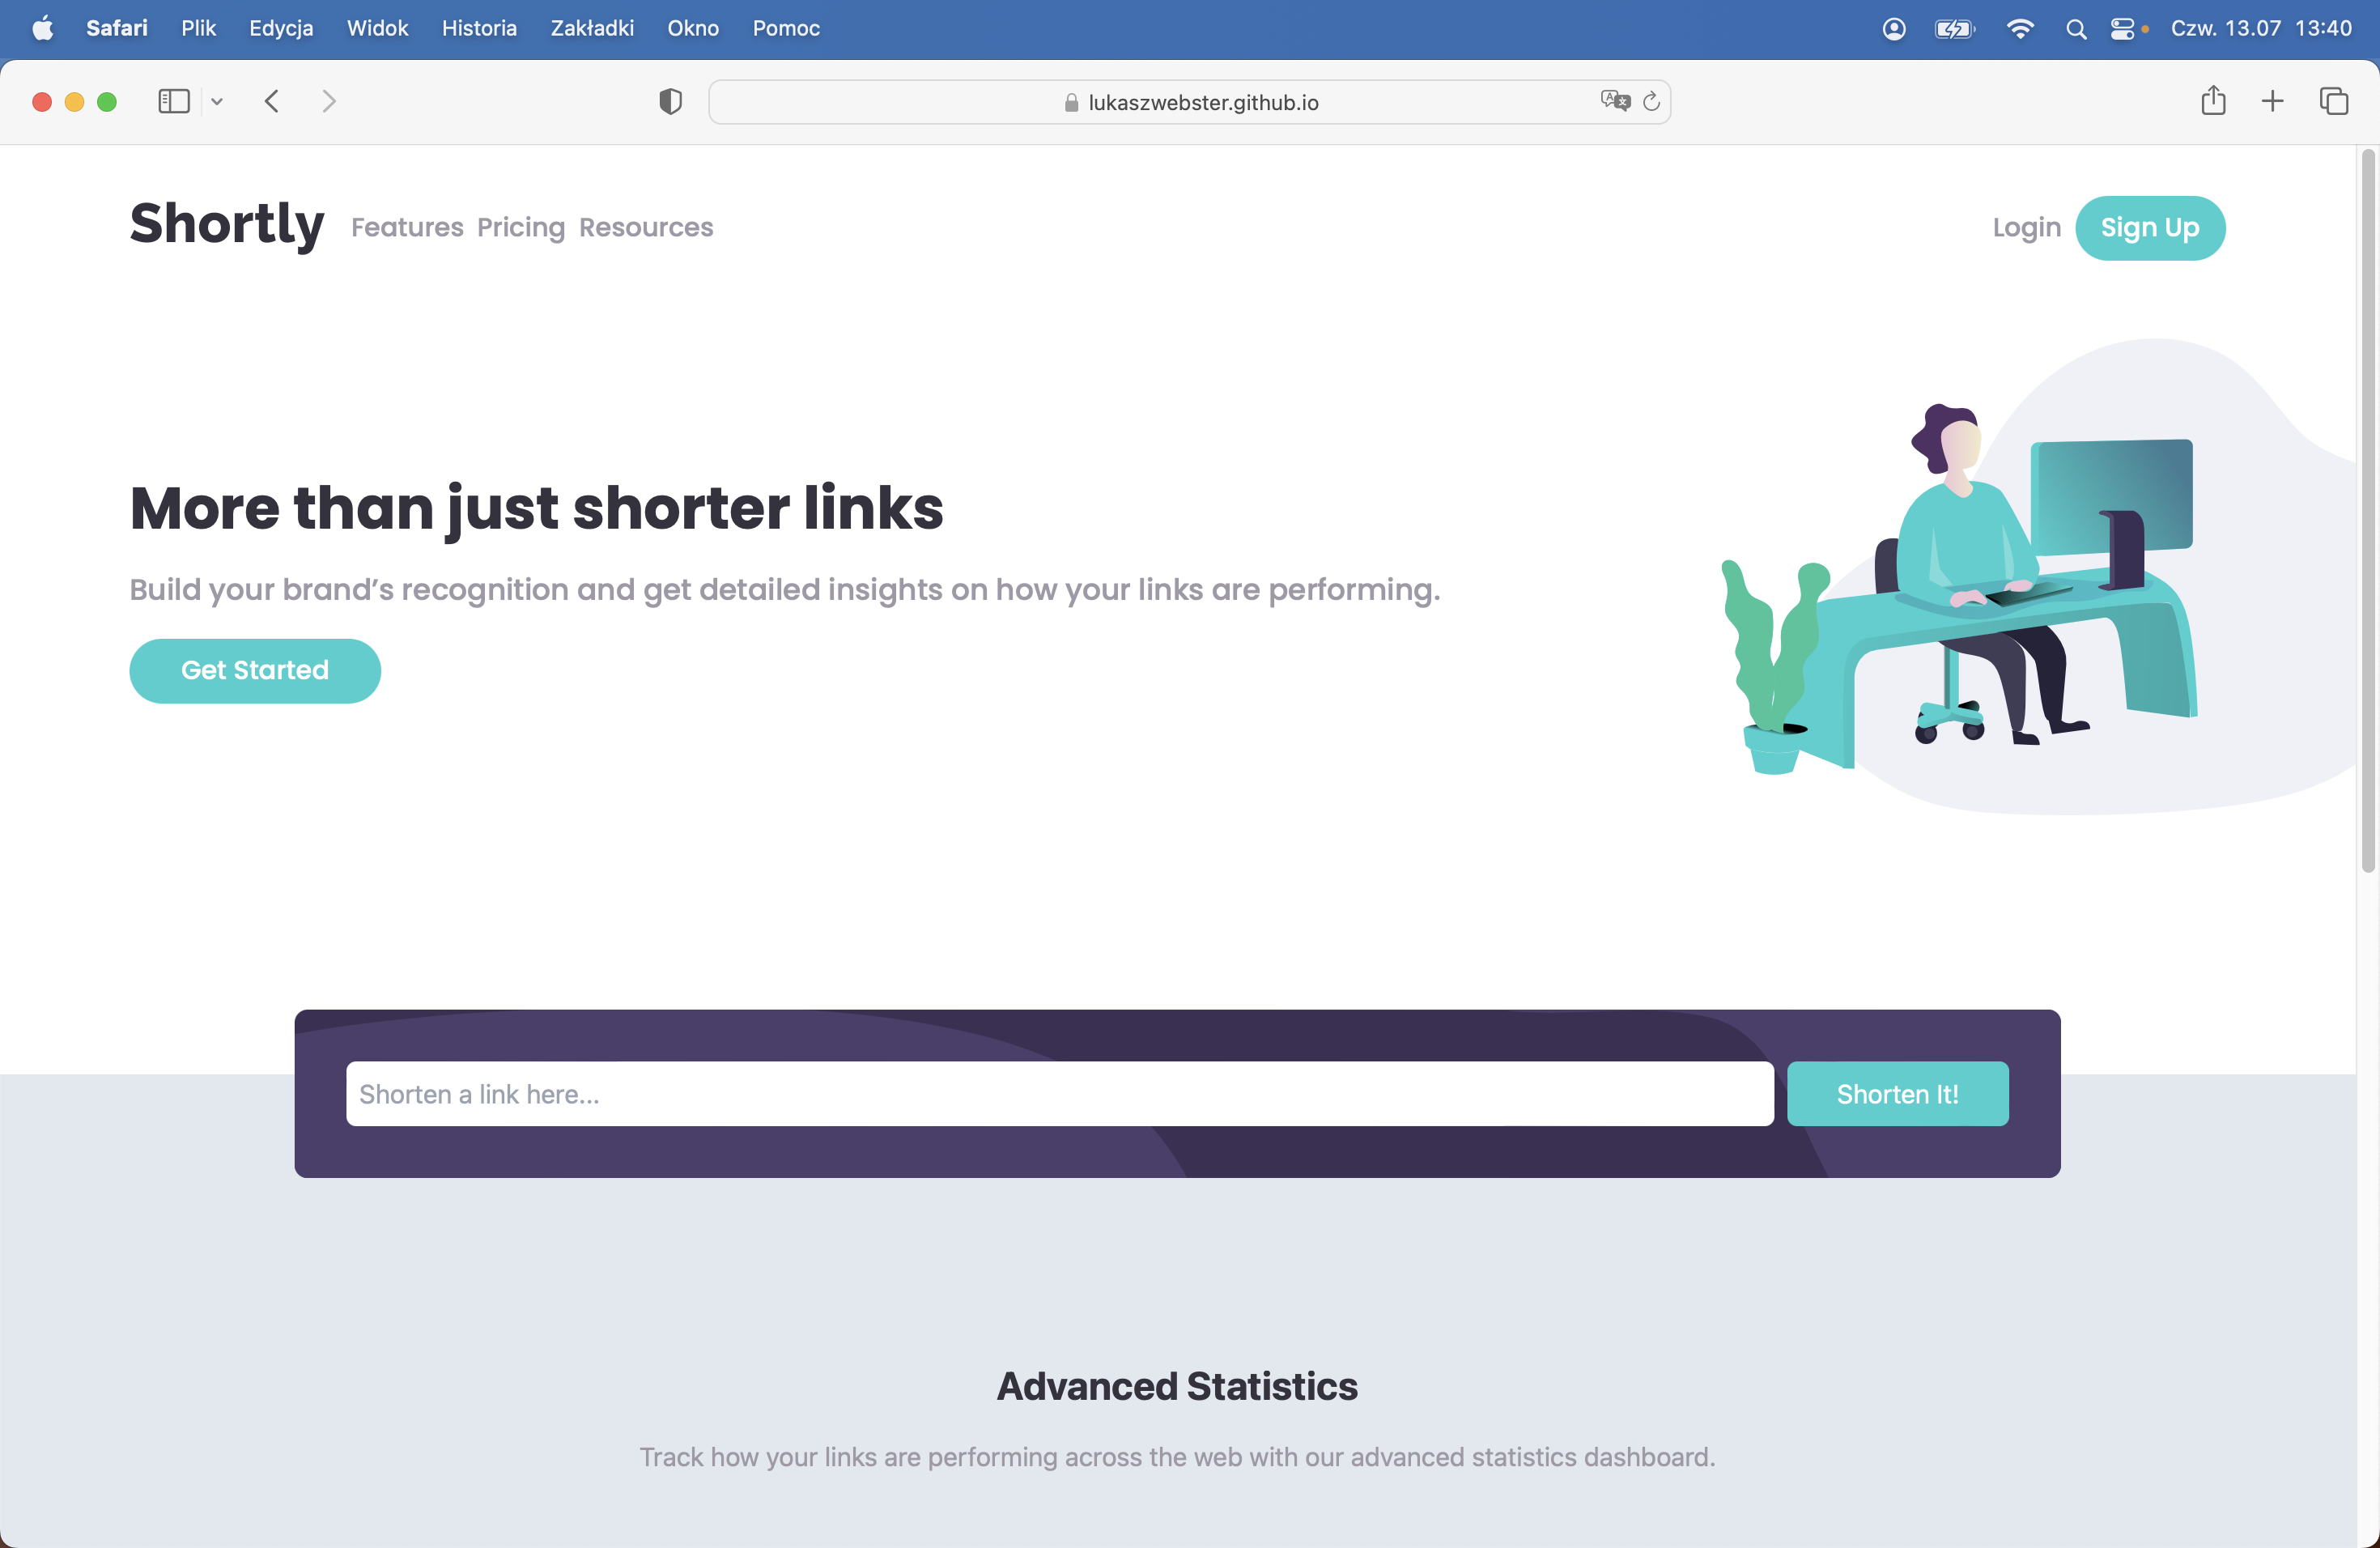 Safari Plik Edycja Widok Historia Zakładki Okno Pomoc Czw. 13.07 13:40
lukaszwebster.github.io
Shortly Features Pricing Resources Login Sign Up
More than just shorter links
Build your brand’s recognition and get detailed insights on how your links are performing.
Get Started
Shorten a link here... Shorten It!
Advanced Statistics
Track how your links are performing across the web with our advanced statistics dashboard.